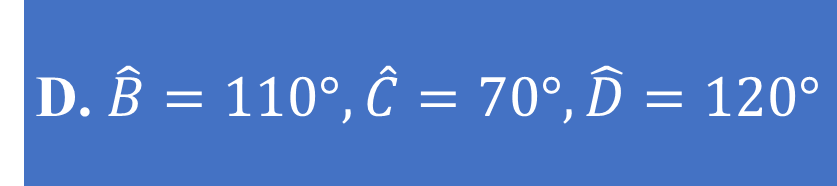 D. B̂ = 110°, Ĉ = 70°, D̂ = 120°